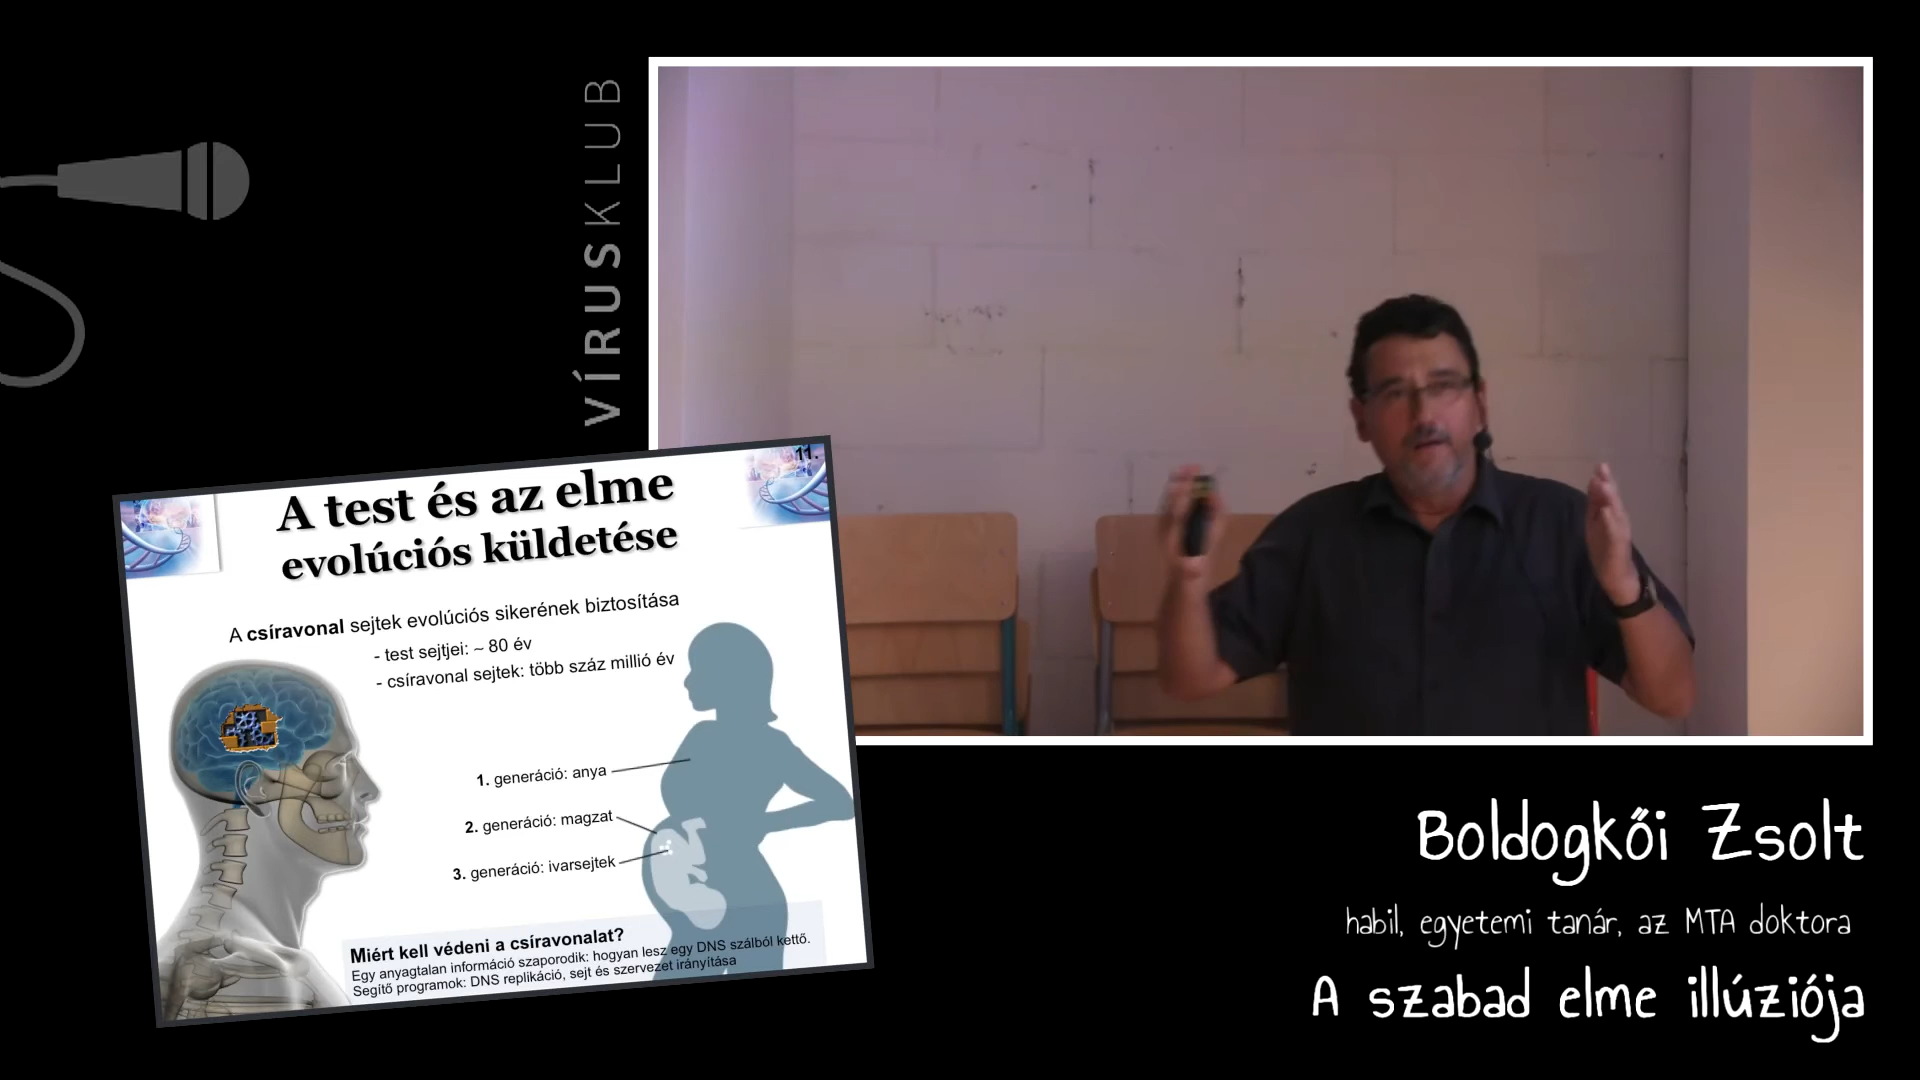 VÍRUSKLUB
11.
A test és az elme
evolúciós küldetése
A csíravonal sejtek evolúciós sikerének biztosítása
- test sejtjei: ~ 80 év
- csíravonal sejtek: több száz millió év
1. generáció: anya
2. generáció: magzat
3. generáció: ivarsejtek
Miért kell védeni a csíravonalat?
Egy anyagtalan információ szaporodik: hogyan lesz egy DNS szálból kettő.
Segítő programok: DNS replikáció, sejt és szervezet irányítása
Boldogkői Zsolt
habil, egyetemi tanár, az MTA doktora
A szabad elme illúziója